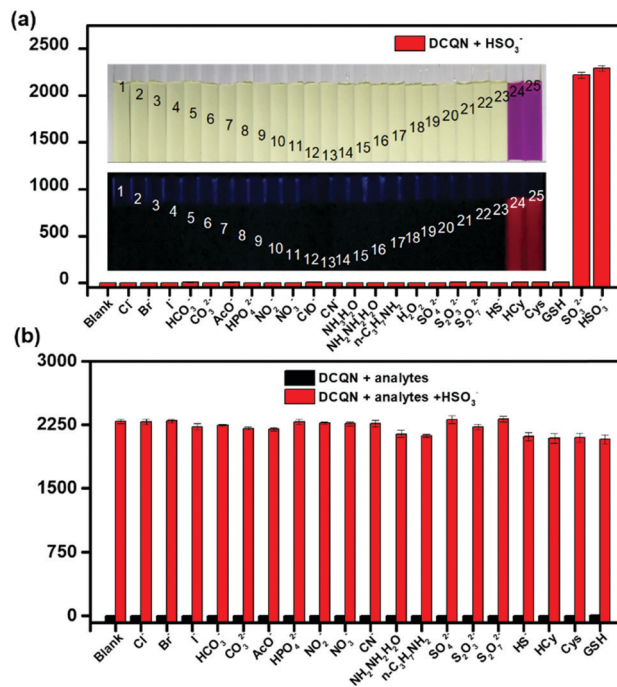 (a)
2500
2000
1500
1000
500
0
DCQN + HSO₃⁻
1 2 3 4 5 6 7 8 9 10 11 12 13 14 15 16 17 18 19 20 21 22 23 24 25
1 2 3 4 5 6 7 8 9 10 11 12 13 14 15 16 17 18 19 20 21 22 23 24 25
Blank Cl⁻ Br⁻ I⁻ HCO₃⁻ CO₃²⁻ AcO⁻ HPO₄²⁻ NO₂⁻ NO₃⁻ ClO⁻ CN⁻ NH₃H₂O NH₂NH₂H₂O n-C₃H₇NH₂ H₂O₂ SO₄²⁻ S₂O₃²⁻ S₂O₇²⁻ HS⁻ HCy Cys GSH SO₃²⁻ HSO₃⁻
(b)
3000
2250
1500
750
0
DCQN + analytes
DCQN + analytes +HSO₃⁻
Blank Cl⁻ Br⁻ I⁻ HCO₃⁻ CO₃²⁻ AcO⁻ HPO₄²⁻ NO₂⁻ NO₃⁻ CN⁻ NH₂NH₂H₂O n-C₃H₇NH₂ SO₄²⁻ S₂O₃²⁻ S₂O₇²⁻ HS⁻ HCy Cys GSH